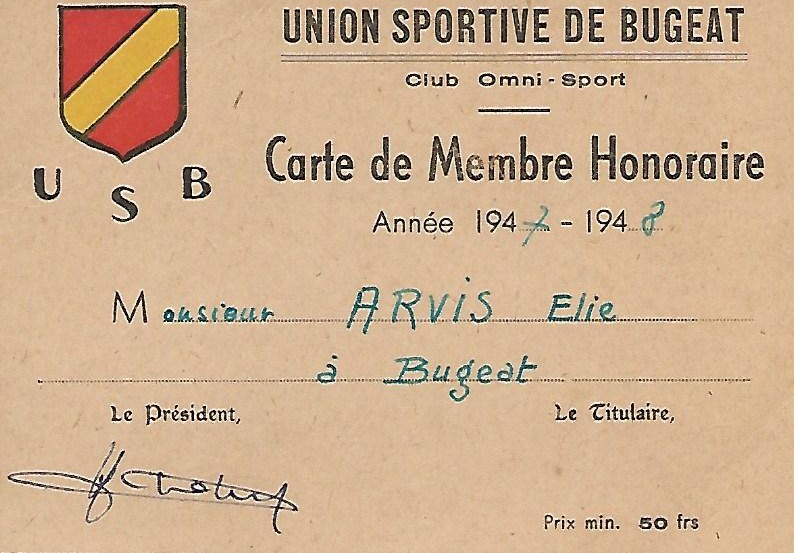 UNION SPORTIVE DE BUGEAT
Club Omni-Sport
U S B
Carte de Membre Honoraire
Année 1947 - 1948
Monsieur ARVIS Elie
à Bugeat
Le Président,
Le Titulaire,
Prix min. 50 frs